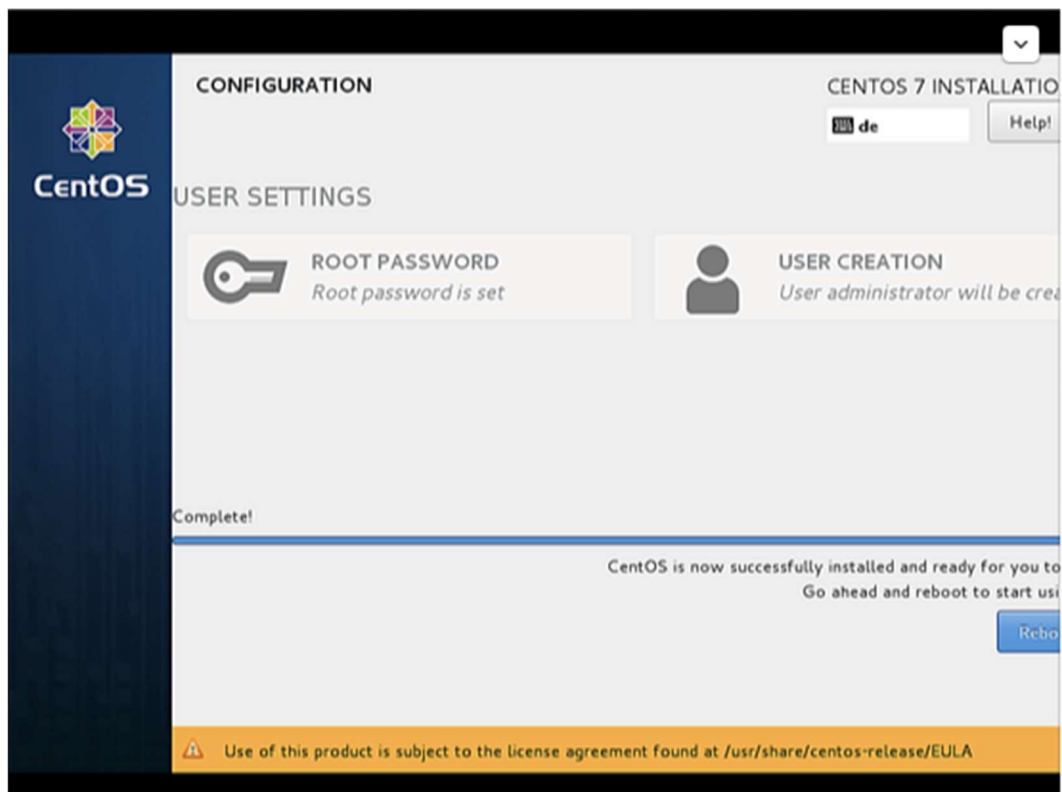 CONFIGURATION
CENTOS 7 INSTALLATIO
de
Help!
CentOS
USER SETTINGS
ROOT PASSWORD
Root password is set
USER CREATION
User administrator will be crea
Complete!
CentOS is now successfully installed and ready for you to
Go ahead and reboot to start usi
Rebo
Use of this product is subject to the license agreement found at /usr/share/centos-release/EULA